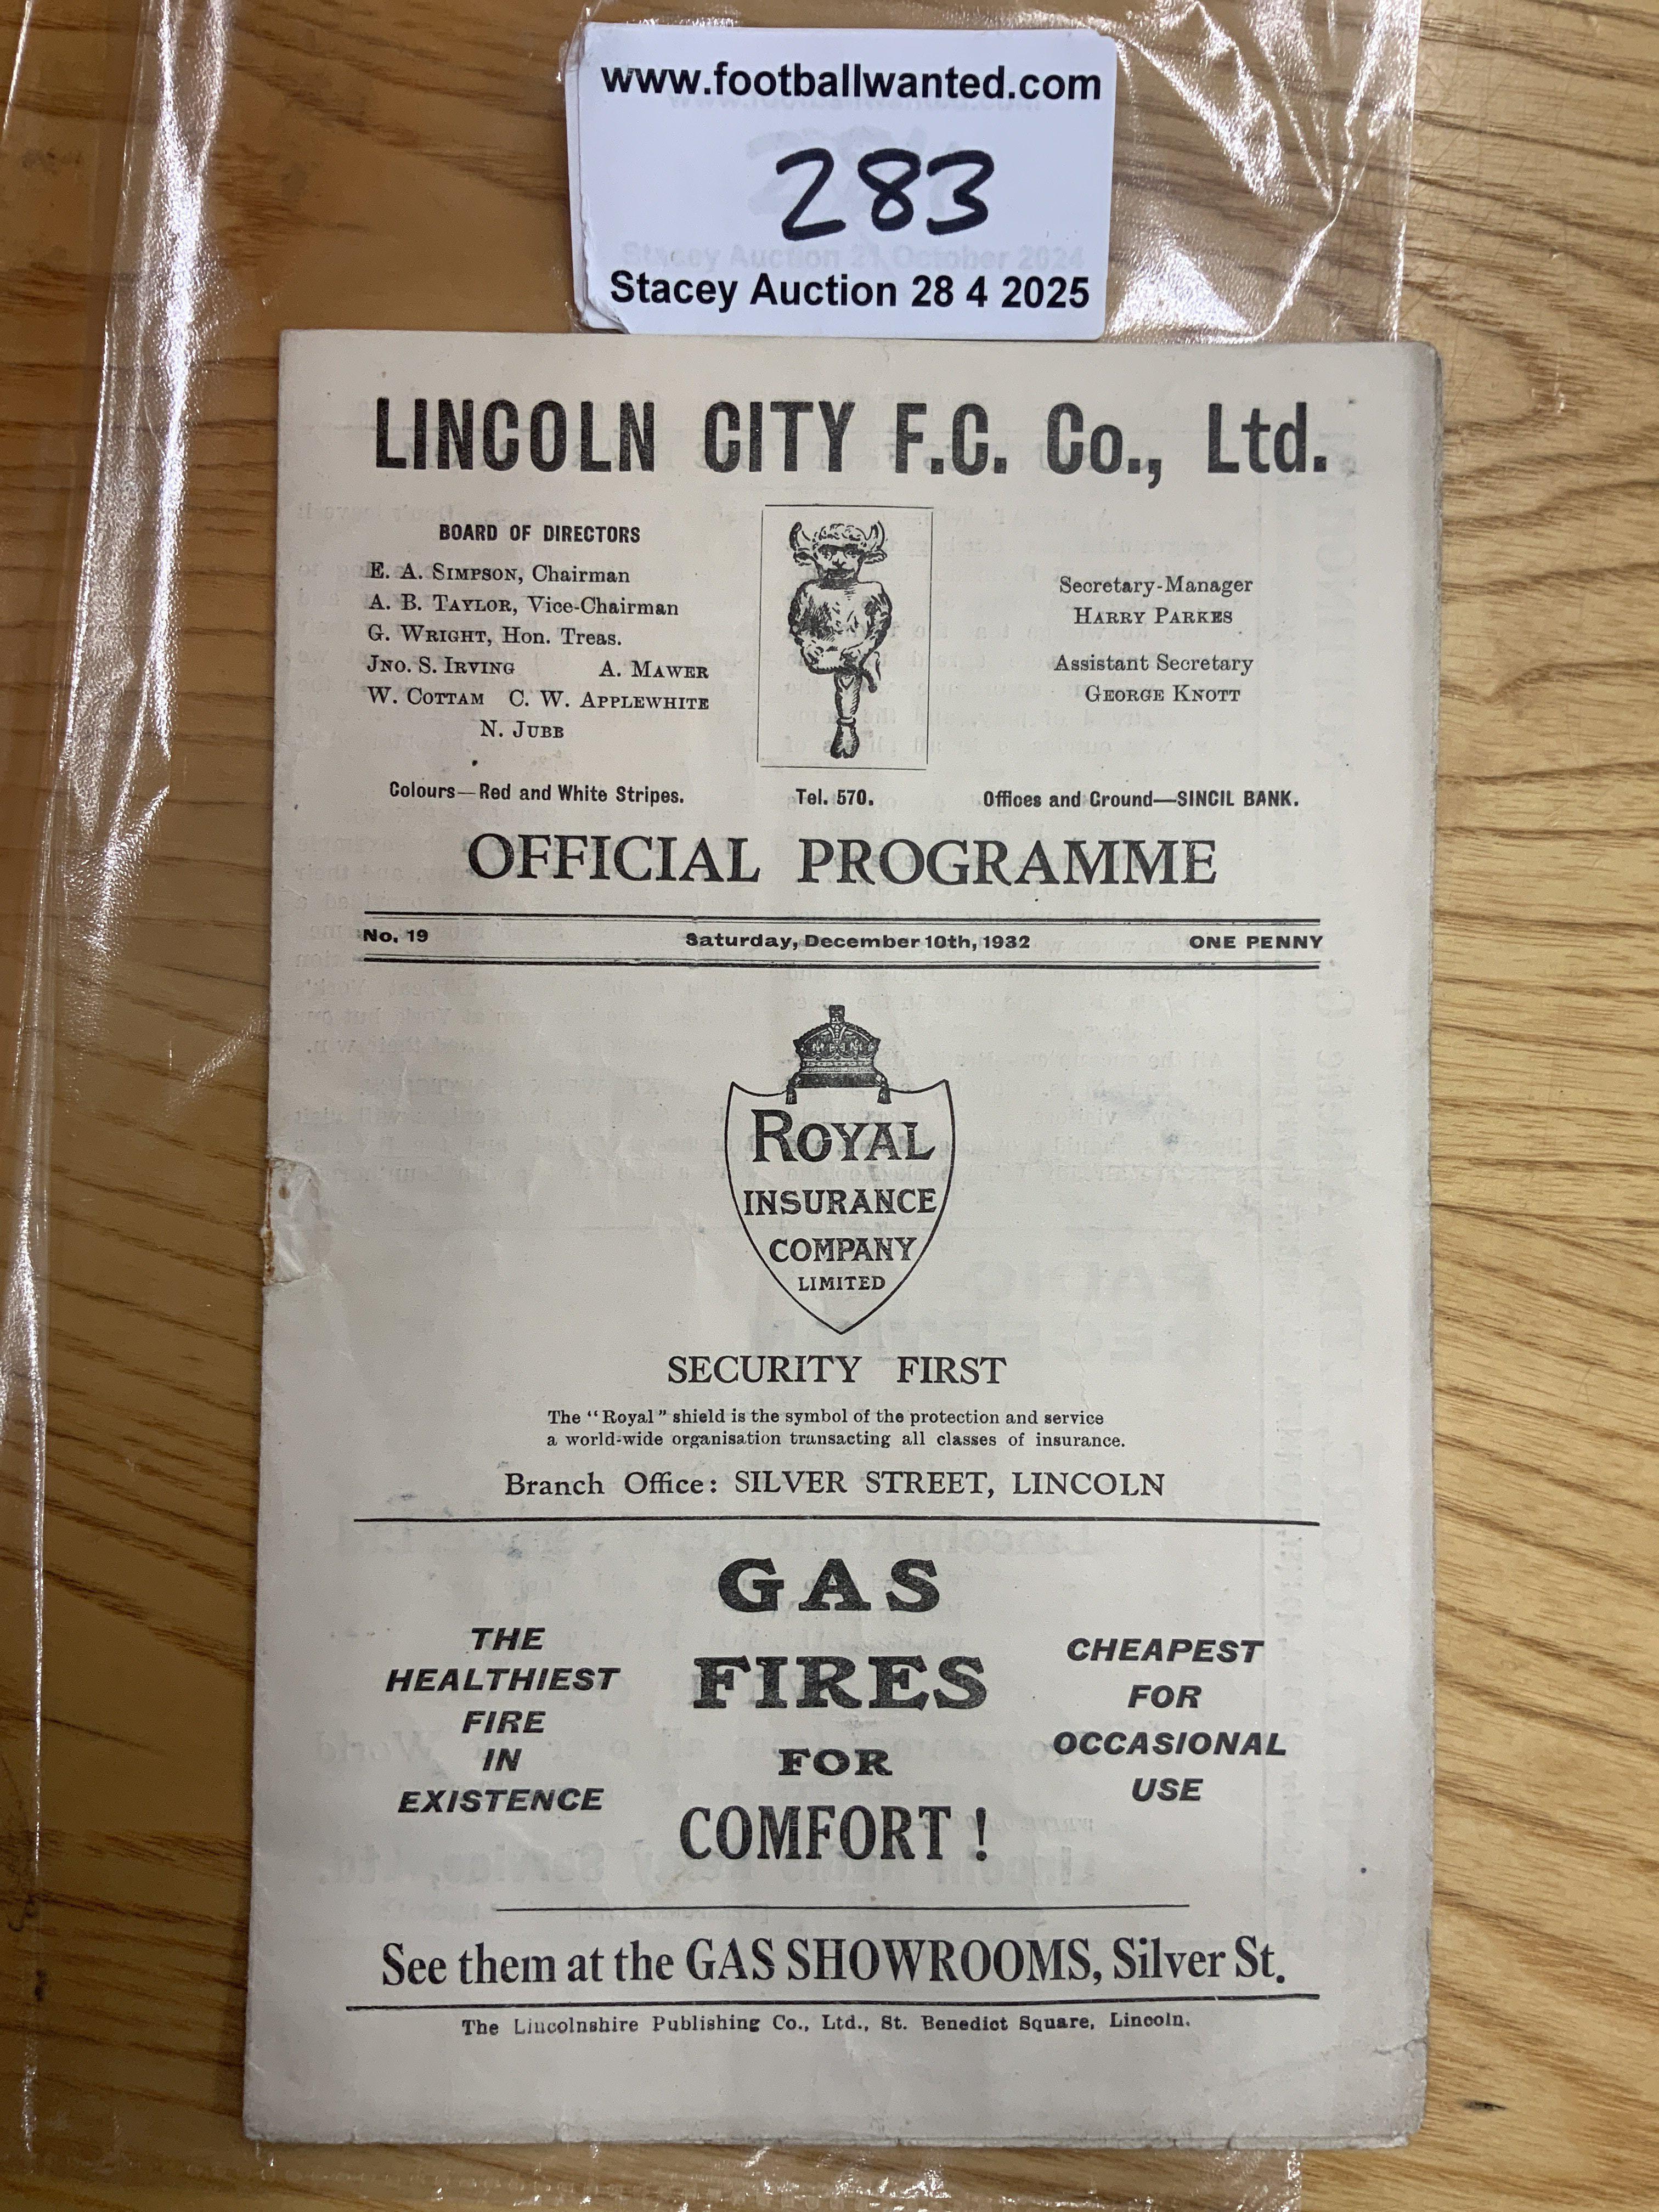 www.footballwanted.com
283
Stacey Auction 21 October 2024
Stacey Auction 28 4 2025
LINCOLN CITY F.C. Co., Ltd.
BOARD OF DIRECTORS
E. A. SIMPSON, Chairman
A. B. TAYLOR, Vice-Chairman
G. WRIGHT, Hon. Treas.
JNO. S. IRVING A. MAWER
W. COTTAM C. W. APPLEWHITE
N. JUBB
Secretary-Manager
HARRY PARKES
Assistant Secretary
GEORGE KNOTT
Colours—Red and White Stripes. Tel. 570. Offices and Ground—SINCIL BANK.
OFFICIAL PROGRAMME
No. 19 Saturday, December 10th, 1932 ONE PENNY
ROYAL
INSURANCE
COMPANY
LIMITED
SECURITY FIRST
The "Royal" shield is the symbol of the protection and service
a world-wide organisation transacting all classes of insurance.
Branch Office: SILVER STREET, LINCOLN
THE
HEALTHIEST
FIRE
IN
EXISTENCE
GAS
FIRES
FOR
COMFORT !
CHEAPEST
FOR
OCCASIONAL
USE
See them at the GAS SHOWROOMS, Silver St.
The Lincolnshire Publishing Co., Ltd., St. Benedict Square, Lincoln.